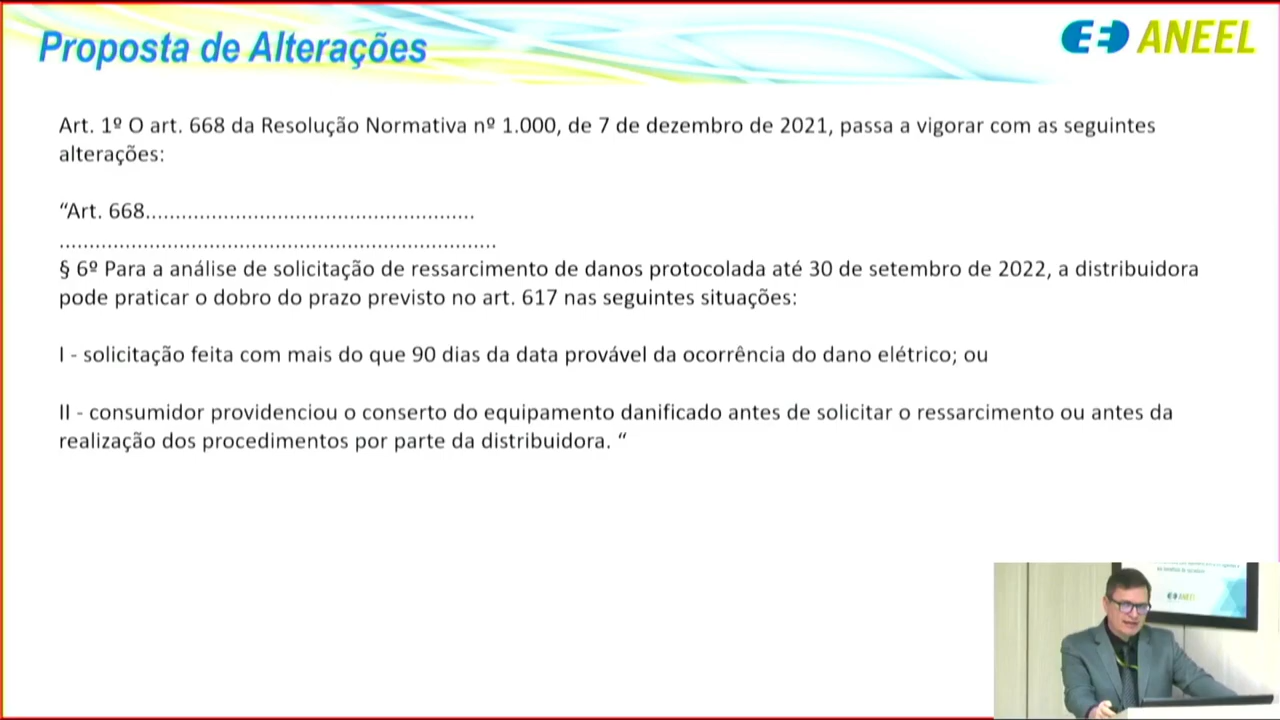 Proposta de Alterações
ANEEL
Art. 1º O art. 668 da Resolução Normativa nº 1.000, de 7 de dezembro de 2021, passa a vigorar com as seguintes
alterações:
“Art. 668.......................................................
.........................................................................
§ 6º Para a análise de solicitação de ressarcimento de danos protocolada até 30 de setembro de 2022, a distribuidora
pode praticar o dobro do prazo previsto no art. 617 nas seguintes situações:
I - solicitação feita com mais do que 90 dias da data provável da ocorrência do dano elétrico; ou
II - consumidor providenciou o conserto do equipamento danificado antes de solicitar o ressarcimento ou antes da
realização dos procedimentos por parte da distribuidora. “
ANEEL